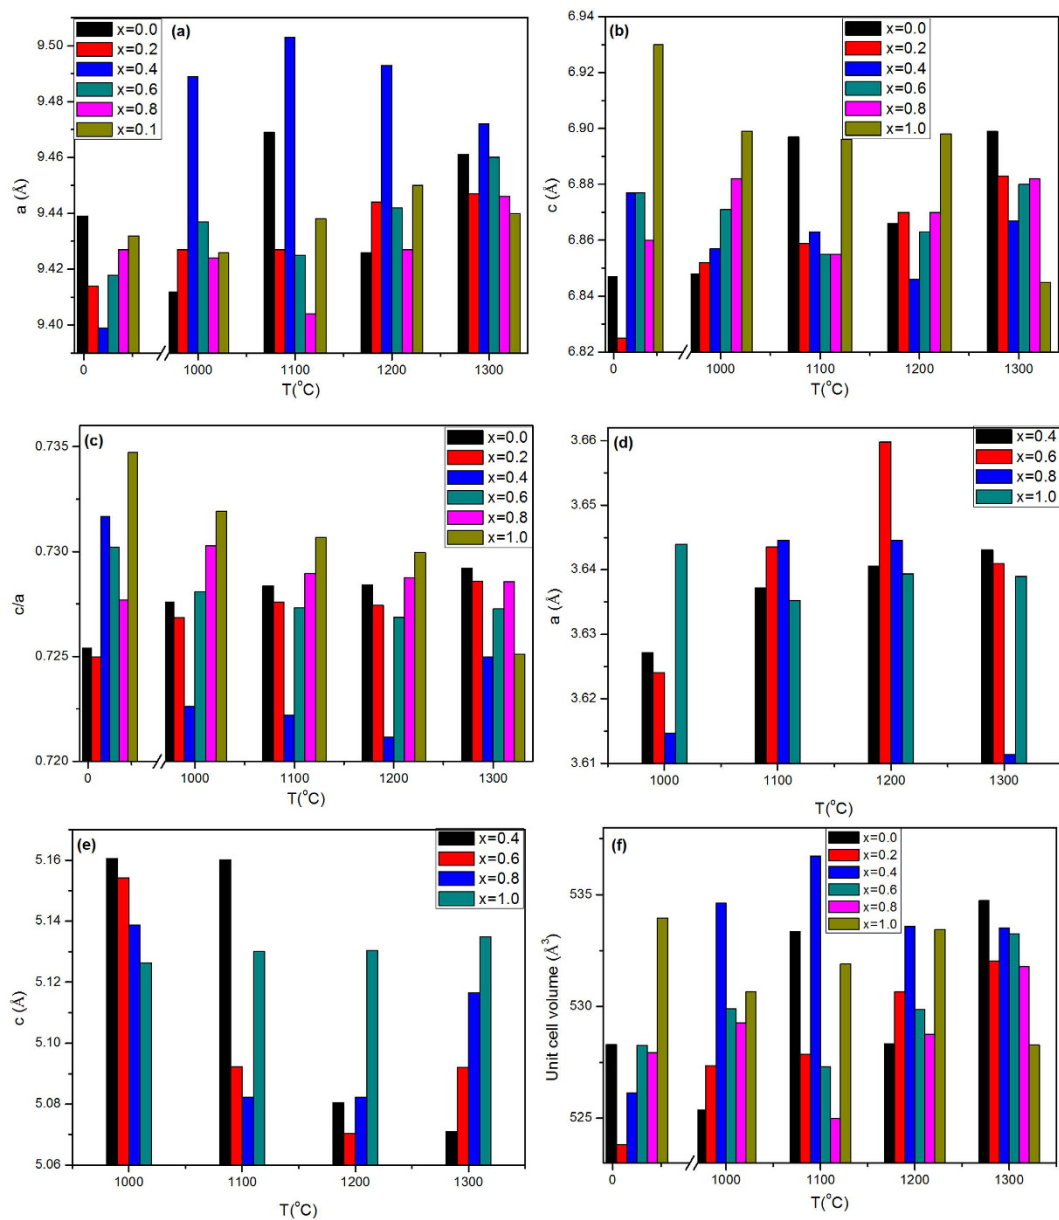 (a)
x=0.0
x=0.2
x=0.4
x=0.6
x=0.8
x=0.1
9.50
9.48
9.46
9.44
9.42
9.40
a (Å)
0 1000 1100 1200 1300
T(°C)
(b)
x=0.0
x=0.2
x=0.4
x=0.6
x=0.8
x=1.0
6.94
6.92
6.90
6.88
6.86
6.84
6.82
c (Å)
0 1000 1100 1200 1300
T(°C)
(c)
x=0.0
x=0.2
x=0.4
x=0.6
x=0.8
x=1.0
0.735
0.730
0.725
0.720
c/a
0 1000 1100 1200 1300
T(°C)
(d)
x=0.4
x=0.6
x=0.8
x=1.0
3.66
3.65
3.64
3.63
3.62
3.61
a (Å)
1000 1100 1200 1300
T(°C)
(e)
x=0.4
x=0.6
x=0.8
x=1.0
5.16
5.14
5.12
5.10
5.08
5.06
c (Å)
1000 1100 1200 1300
T(°C)
(f)
x=0.0
x=0.2
x=0.4
x=0.6
x=0.8
x=1.0
535
530
525
Unit cell volume (Å³)
0 1000 1100 1200 1300
T(°C)